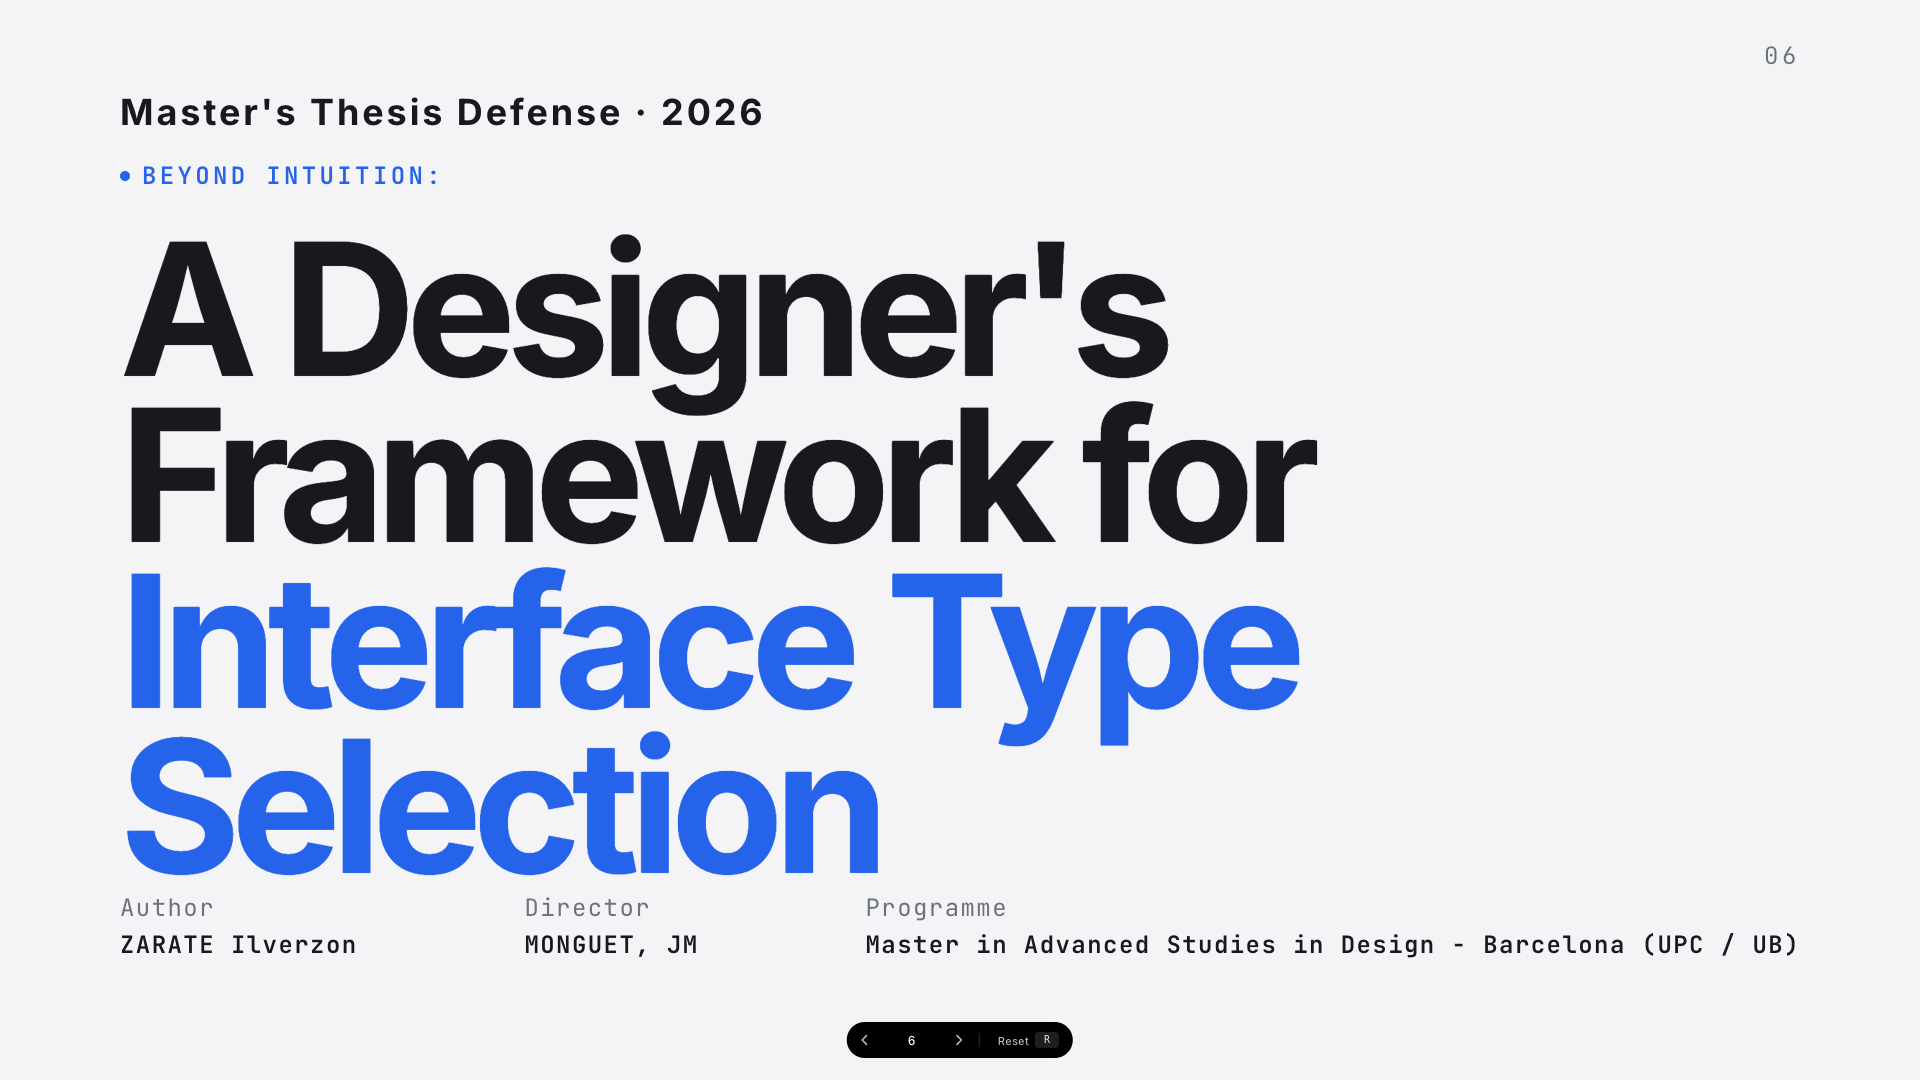 06
Master's Thesis Defense · 2026
BEYOND INTUITION:
A Designer's
Framework for
Interface Type
Selection
Author
ZARATE Ilverzon
Director
MONGUET, JM
Programme
Master in Advanced Studies in Design - Barcelona (UPC / UB)
6 Reset R